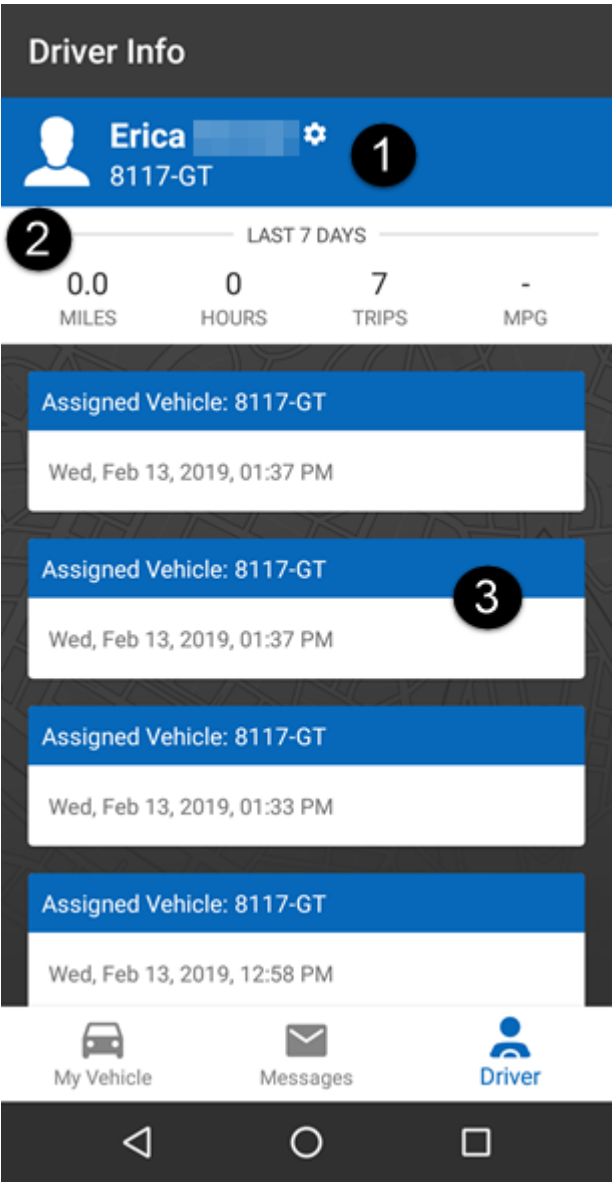 Driver Info
Erica
1
8117-GT
2
LAST 7 DAYS
0.0 0 7 -
MILES HOURS TRIPS MPG
Assigned Vehicle: 8117-GT
Wed, Feb 13, 2019, 01:37 PM
Assigned Vehicle: 8117-GT
3
Wed, Feb 13, 2019, 01:37 PM
Assigned Vehicle: 8117-GT
Wed, Feb 13, 2019, 01:33 PM
Assigned Vehicle: 8117-GT
Wed, Feb 13, 2019, 12:58 PM
My Vehicle Messages Driver